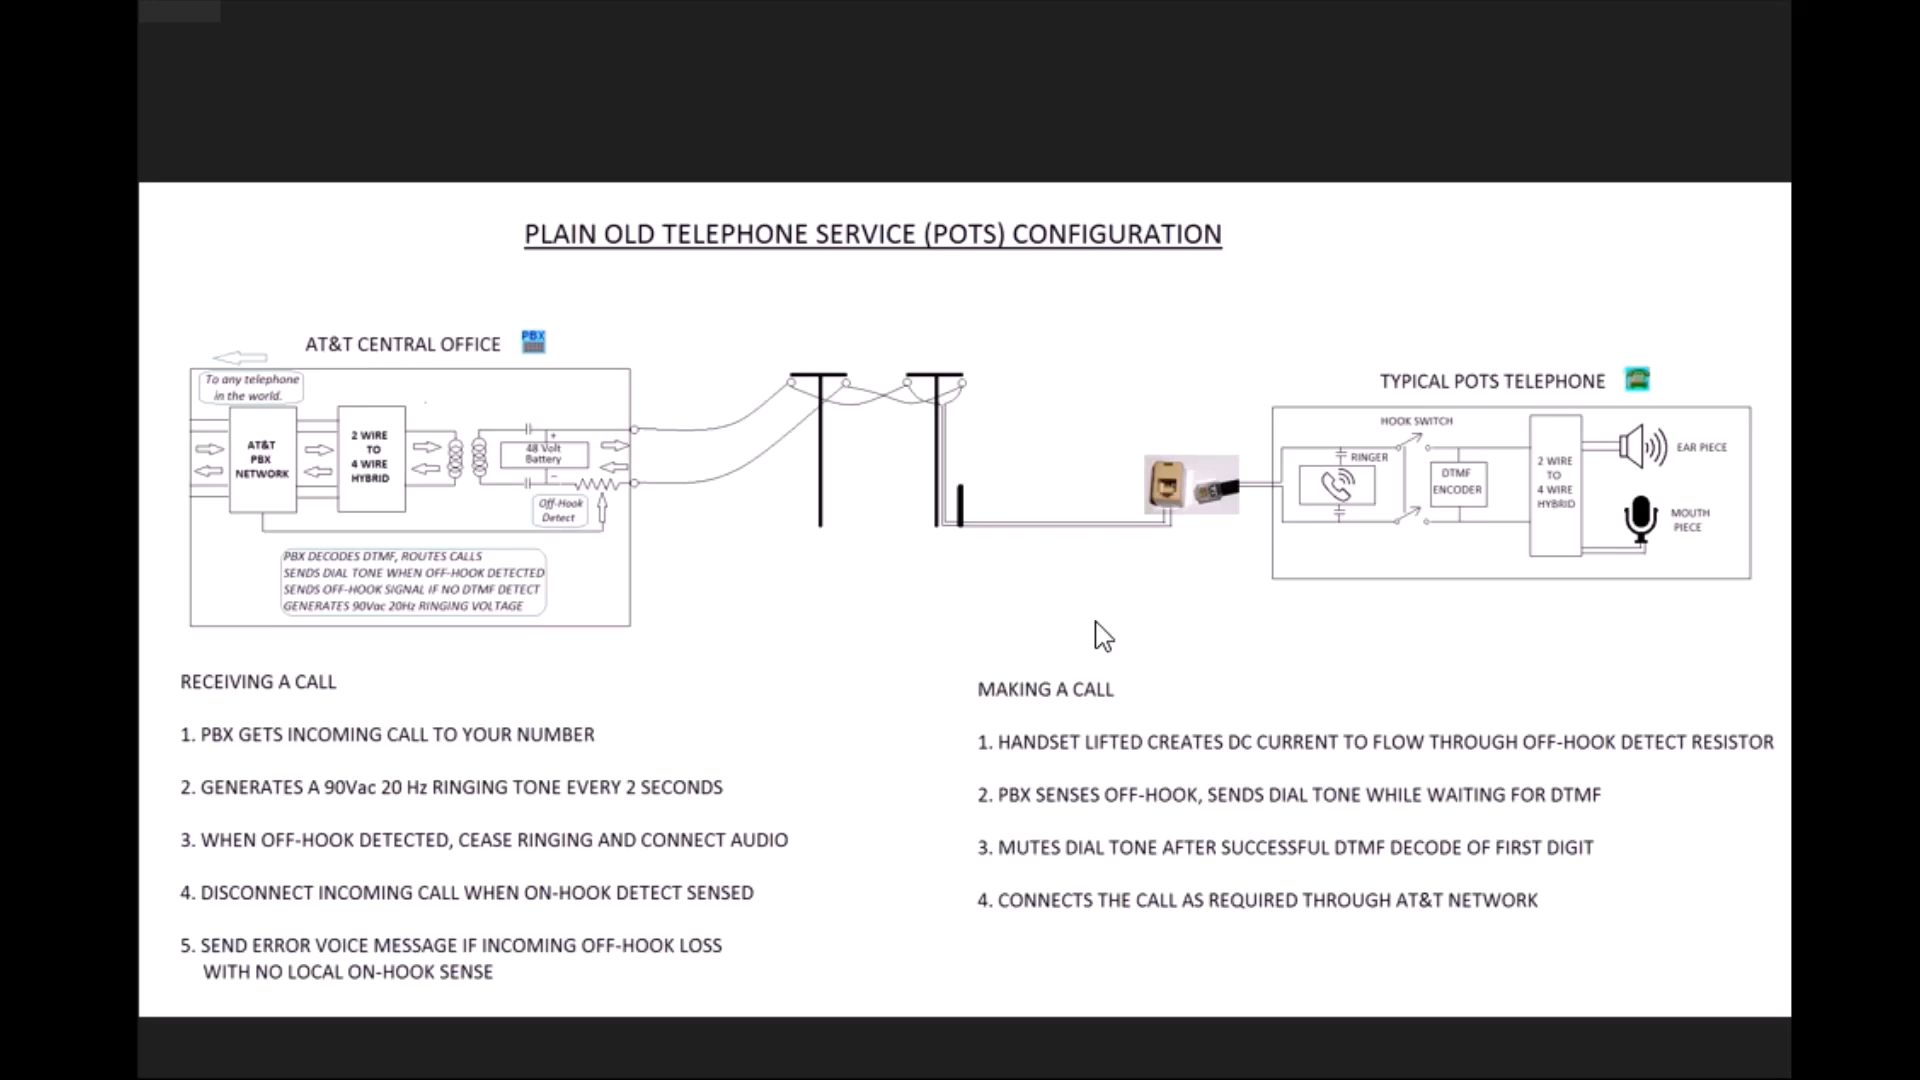 PLAIN OLD TELEPHONE SERVICE (POTS) CONFIGURATION
AT&T CENTRAL OFFICE
PBX
To any telephone
in the world.
AT&T
PBX
NETWORK
2 WIRE
TO
4 WIRE
HYBRID
+
48 Volt
Battery
−
Off-Hook
Detect
PBX DECODES DTMF, ROUTES CALLS
SENDS DIAL TONE WHEN OFF-HOOK DETECTED
SENDS OFF-HOOK SIGNAL IF NO DTMF DETECT
GENERATES 90Vac 20Hz RINGING VOLTAGE
TYPICAL POTS TELEPHONE
HOOK SWITCH
RINGER
DTMF
ENCODER
2 WIRE
TO
4 WIRE
HYBRID
EAR PIECE
MOUTH
PIECE
RECEIVING A CALL
1. PBX GETS INCOMING CALL TO YOUR NUMBER
2. GENERATES A 90Vac 20 Hz RINGING TONE EVERY 2 SECONDS
3. WHEN OFF-HOOK DETECTED, CEASE RINGING AND CONNECT AUDIO
4. DISCONNECT INCOMING CALL WHEN ON-HOOK DETECT SENSED
5. SEND ERROR VOICE MESSAGE IF INCOMING OFF-HOOK LOSS
WITH NO LOCAL ON-HOOK SENSE
MAKING A CALL
1. HANDSET LIFTED CREATES DC CURRENT TO FLOW THROUGH OFF-HOOK DETECT RESISTOR
2. PBX SENSES OFF-HOOK, SENDS DIAL TONE WHILE WAITING FOR DTMF
3. MUTES DIAL TONE AFTER SUCCESSFUL DTMF DECODE OF FIRST DIGIT
4. CONNECTS THE CALL AS REQUIRED THROUGH AT&T NETWORK